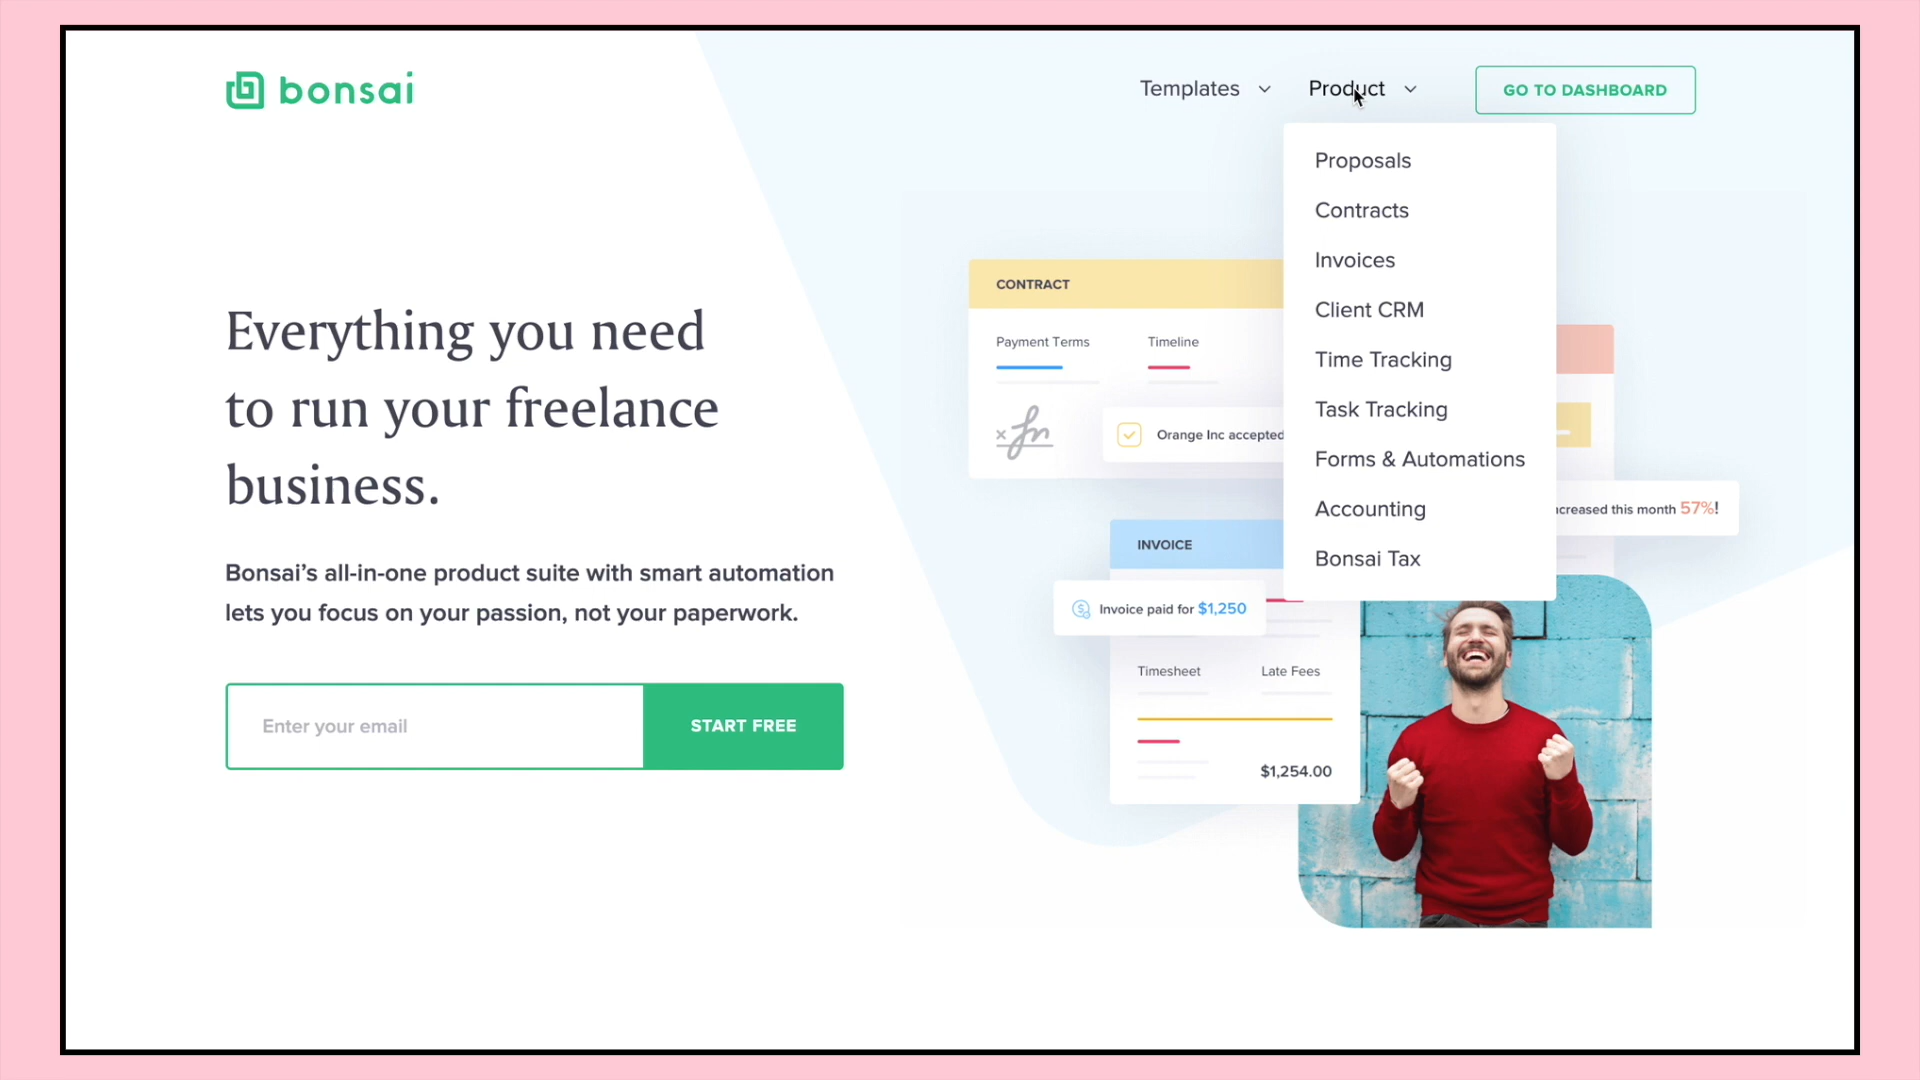 bonsai
Templates
Product
GO TO DASHBOARD
Proposals
Contracts
Invoices
Client CRM
Time Tracking
Task Tracking
Forms & Automations
Accounting
Bonsai Tax
Everything you need
to run your freelance
business.
Bonsai’s all-in-one product suite with smart automation
lets you focus on your passion, not your paperwork.
Enter your email
START FREE
CONTRACT
Payment Terms
Timeline
Orange Inc accepted
this month 57%!
INVOICE
Invoice paid for $1,250
Timesheet
Late Fees
$1,254.00